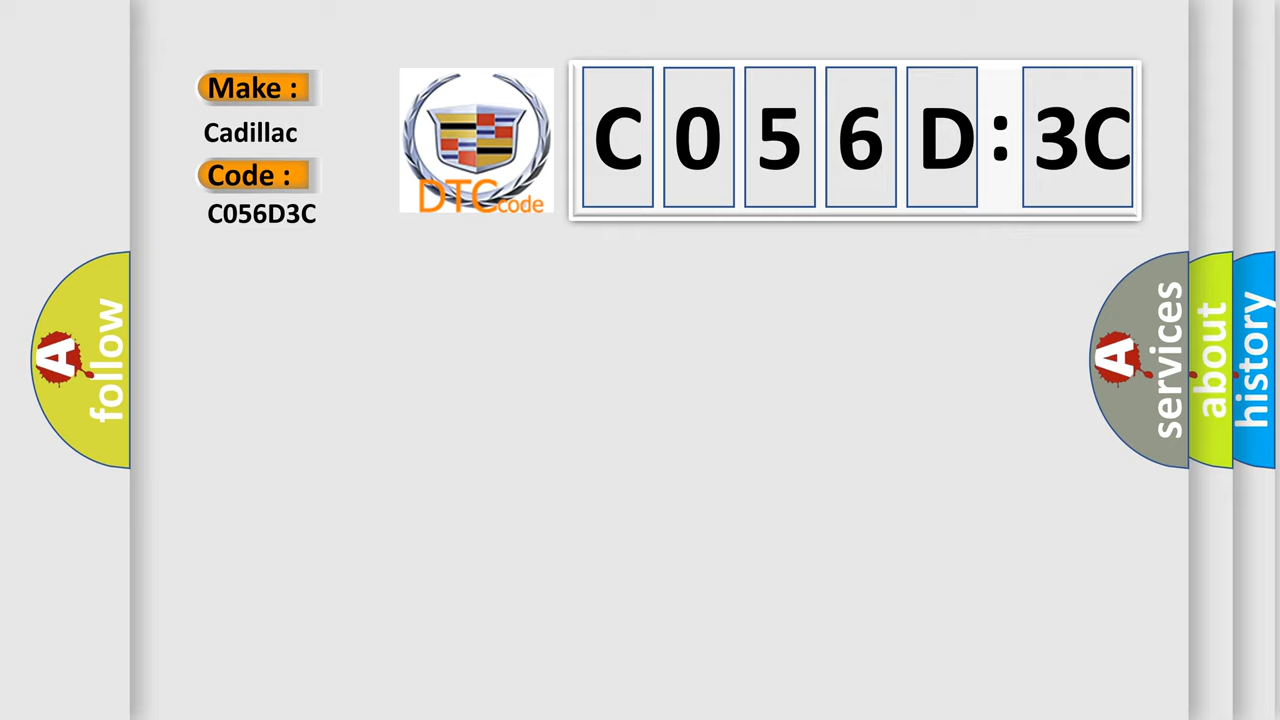 Make :
Cadillac
Code :
C056D3C
DTCcode
C 0 5 6 D : 3C
A follow
A services
about
history